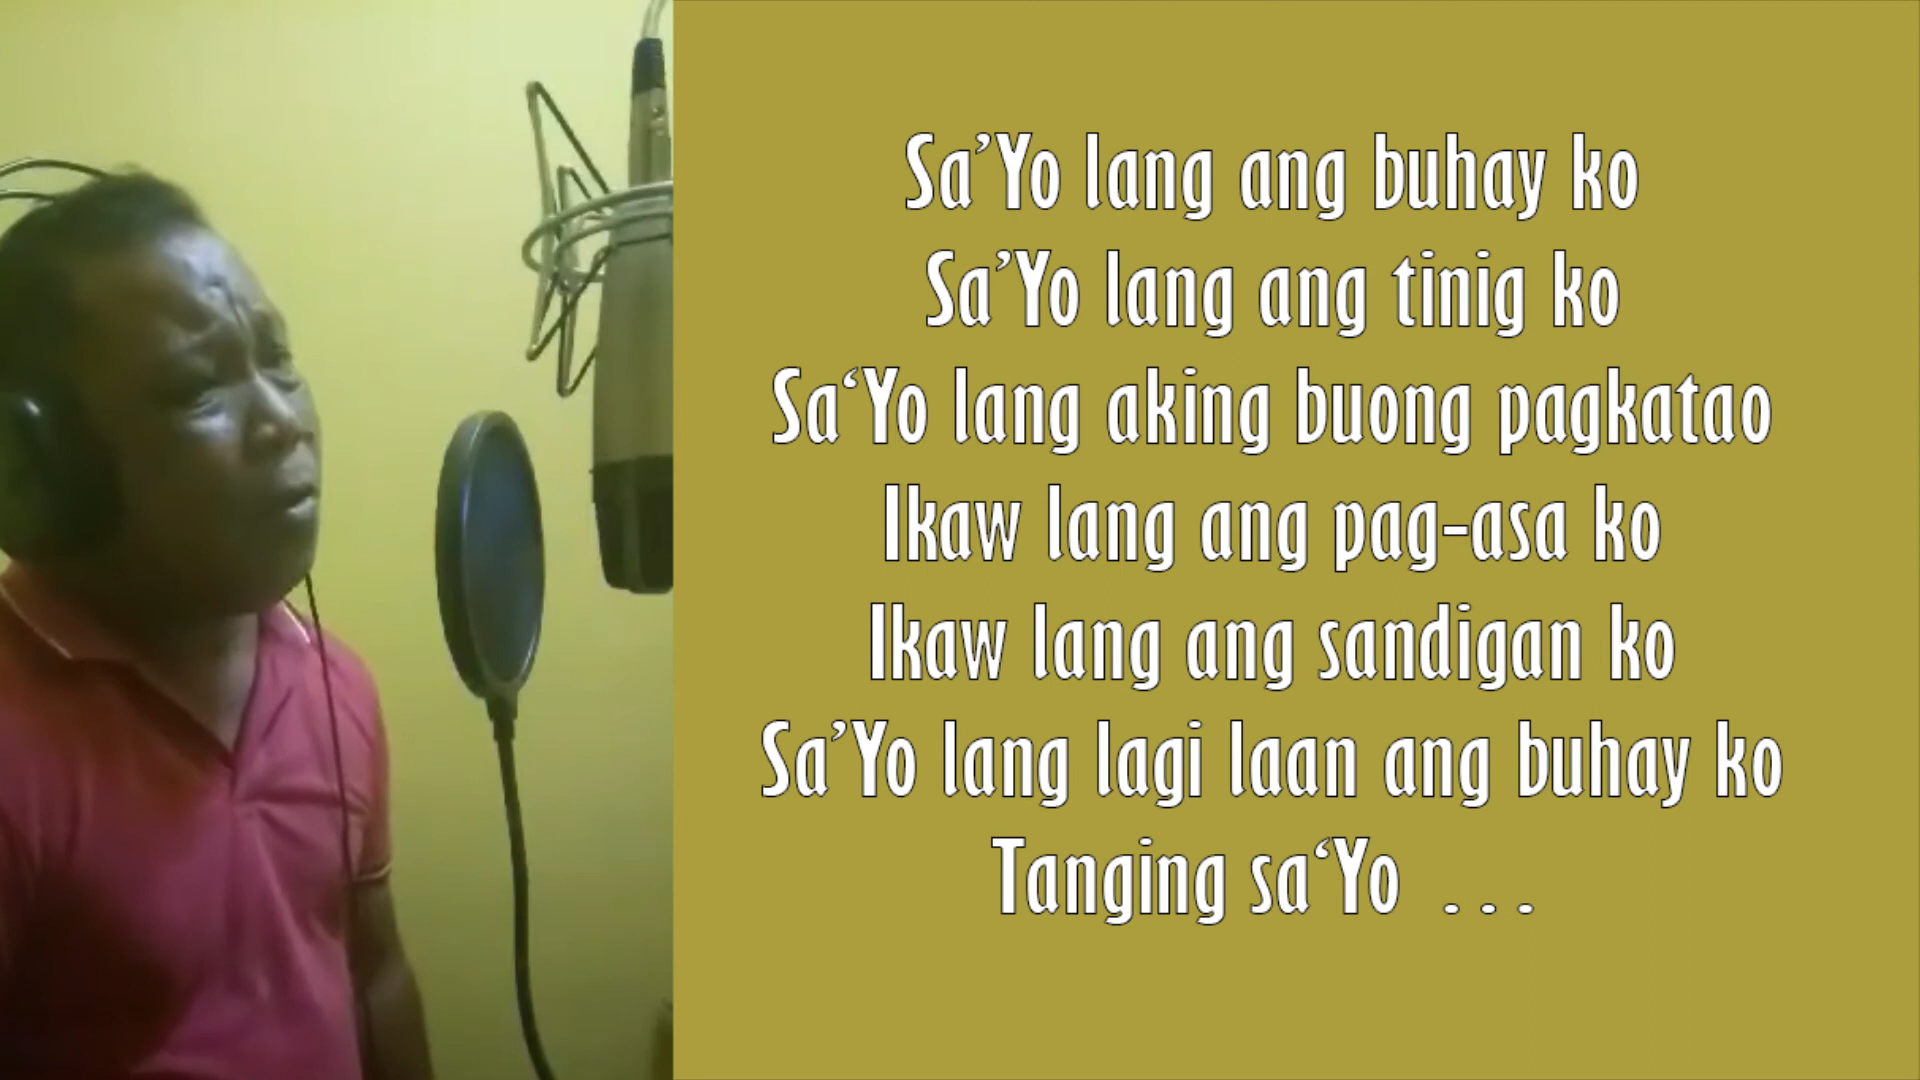 Sa’Yo lang ang buhay ko
Sa’Yo lang ang tinig ko
Sa‘Yo lang aking buong pagkatao
Ikaw lang ang pag-asa ko
Ikaw lang ang sandigan ko
Sa’Yo lang lagi laan ang buhay ko
Tanging sa‘Yo . . .